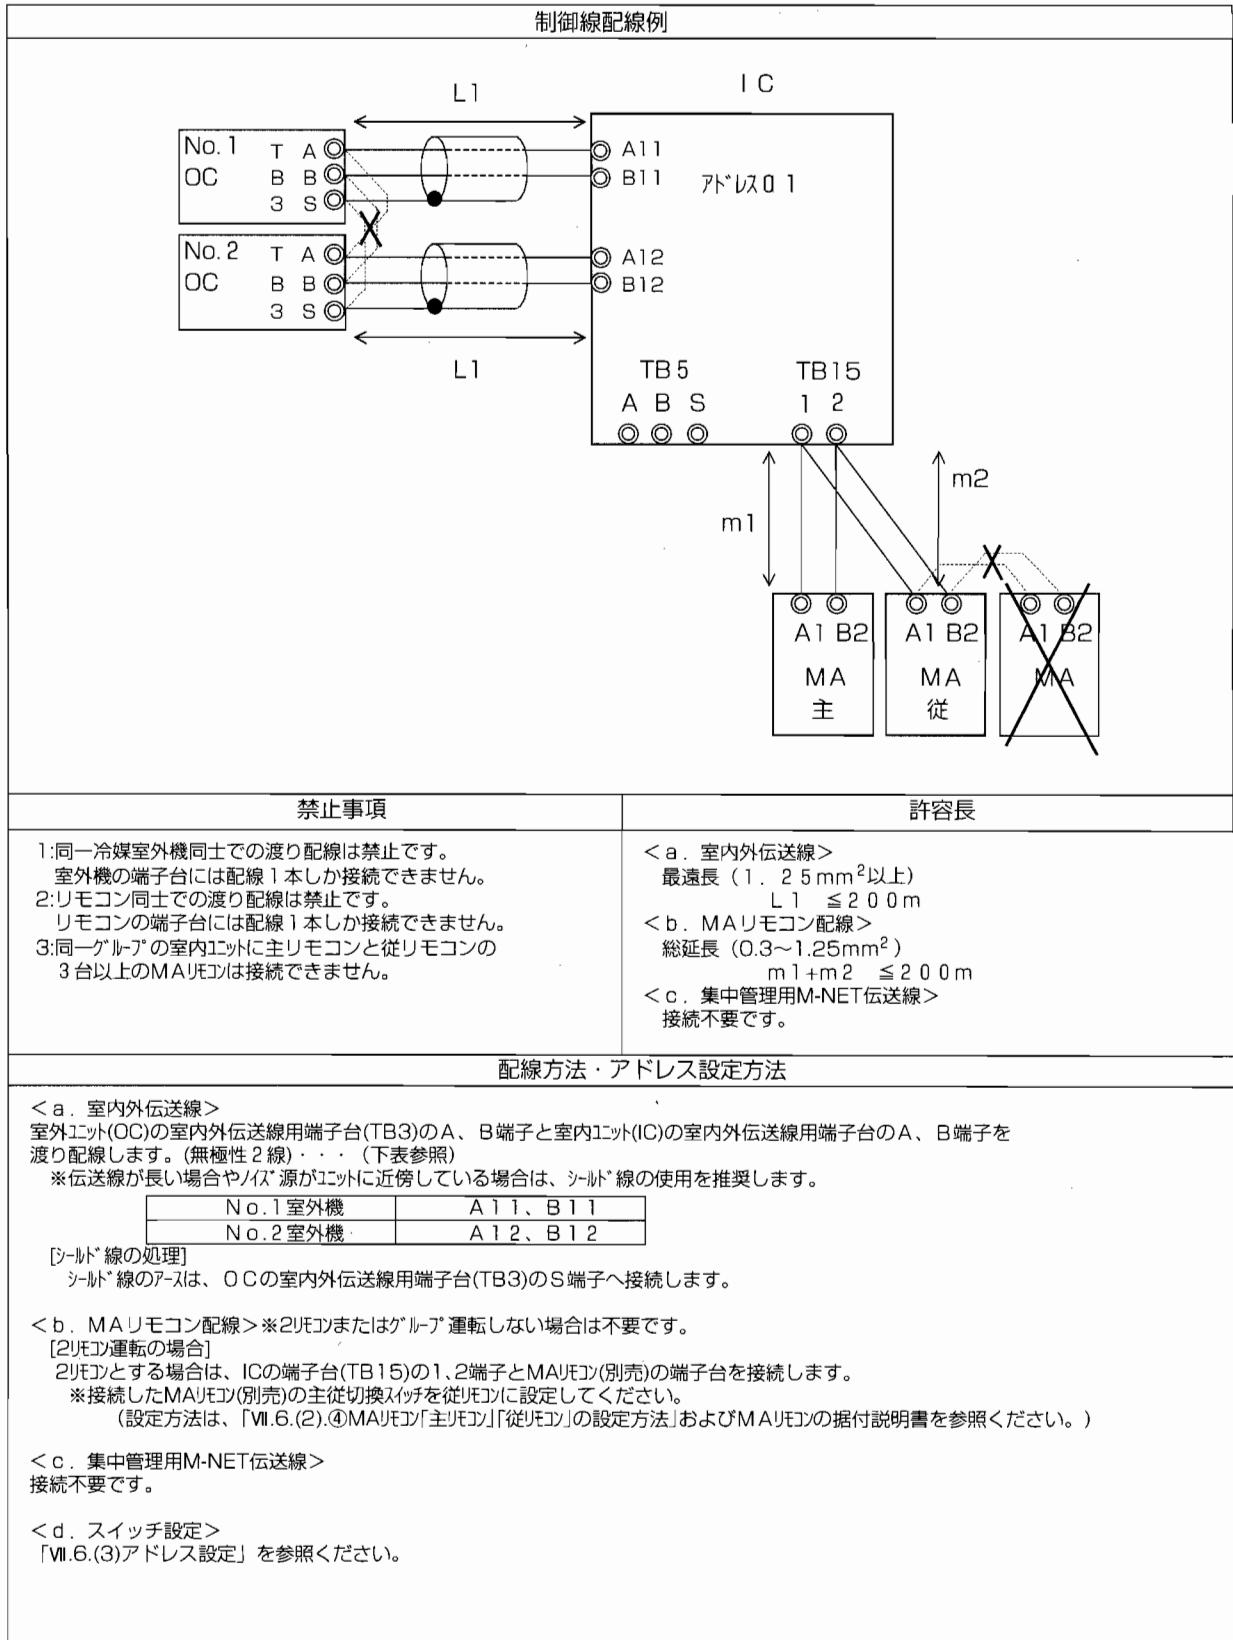 制御線配線例
L1
IC
No.1 T A
OC B B
3 S
A11
B11
アドレス01
No.2 T A
OC B B
3 S
A12
B12
L1
TB5
TB15
A B S
1 2
m1
m2
A1 B2
MA
主
A1 B2
MA
従
A1 B2
MA
禁止事項
1:同一冷媒室外機同士での渡り配線は禁止です。
室外機の端子台には配線1本しか接続できません。
2:リモコン同士での渡り配線は禁止です。
リモコンの端子台には配線1本しか接続できません。
3:同一グループの室内ユニットに主リモコンと従リモコンの
3台以上のMAリモコンは接続できません。
許容長
<a. 室内外伝送線>
最遠長(1.25mm²以上)
L1 ≦200m
<b. MAリモコン配線>
総延長(0.3~1.25mm²)
m1+m2 ≦200m
<c. 集中管理用M-NET伝送線>
接続不要です。
配線方法・アドレス設定方法
<a. 室内外伝送線>
室外ユニット(OC)の室内外伝送線用端子台(TB3)のA、B端子と室内ユニット(IC)の室内外伝送線用端子台のA、B端子を
渡り配線します。(無極性2線)・・・(下表参照)
※伝送線が長い場合やノイズ源がユニットに近傍している場合は、シールド線の使用を推奨します。
No.1室外機 A11、B11
No.2室外機 A12、B12
[シールド線の処理]
シールド線のアースは、OCの室内外伝送線用端子台(TB3)のS端子へ接続します。
<b. MAリモコン配線>※2リモコンまたはグループ運転しない場合は不要です。
[2リモコン運転の場合]
2リモコンとする場合は、ICの端子台(TB15)の1、2端子とMAリモコン(別売)の端子台を接続します。
※接続したMAリモコン(別売)の主従切換スイッチを従リモコンに設定してください。
(設定方法は、「Ⅶ.6.(2).④MAリモコン「主リモコン」「従リモコン」の設定方法」およびMAリモコンの据付説明書を参照ください。)
<c. 集中管理用M-NET伝送線>
接続不要です。
<d. スイッチ設定>
「Ⅶ.6.(3)アドレス設定」を参照ください。